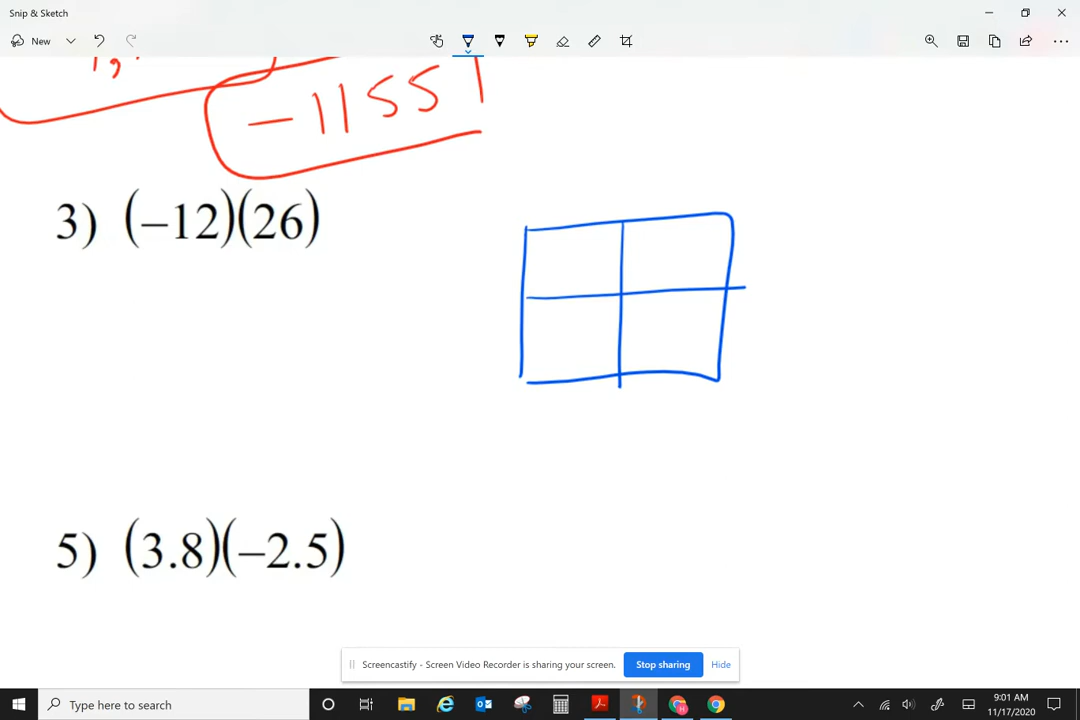 Snip & Sketch
New
-11551
3) (−12)(26)
5) (3.8)(−2.5)
Screencastify - Screen Video Recorder is sharing your screen.
Stop sharing
Hide
Type here to search
9:01 AM
11/17/2020